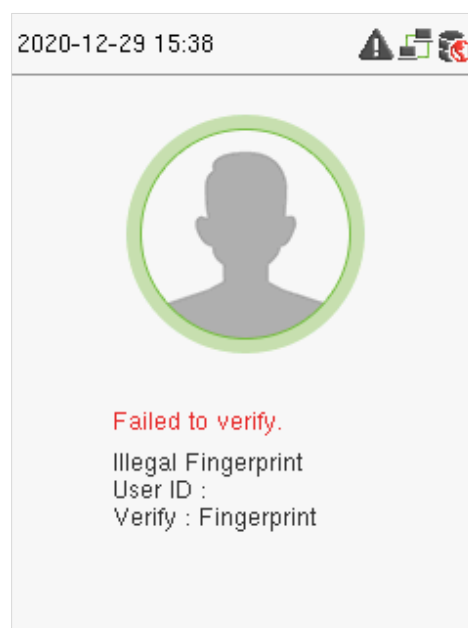 2020-12-29 15:38
Failed to verify.
Illegal Fingerprint
User ID :
Verify : Fingerprint